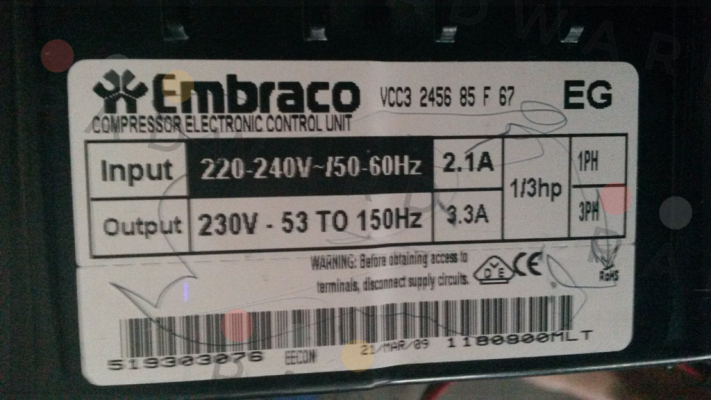 Embraco VCC3 2456 85 F 67 EG
COMPRESSOR ELECTRONIC CONTROL UNIT
Input 220-240V~/50-60Hz 2.1A 1/3hp 1PH
Output 230V - 53 TO 150Hz 3.3A 3PH
WARNING: Before obtaining access to
terminals, disconnect supply circuits.
VDE CE RoHS
519303076 EECON 21/MAR/09 1180900MLT